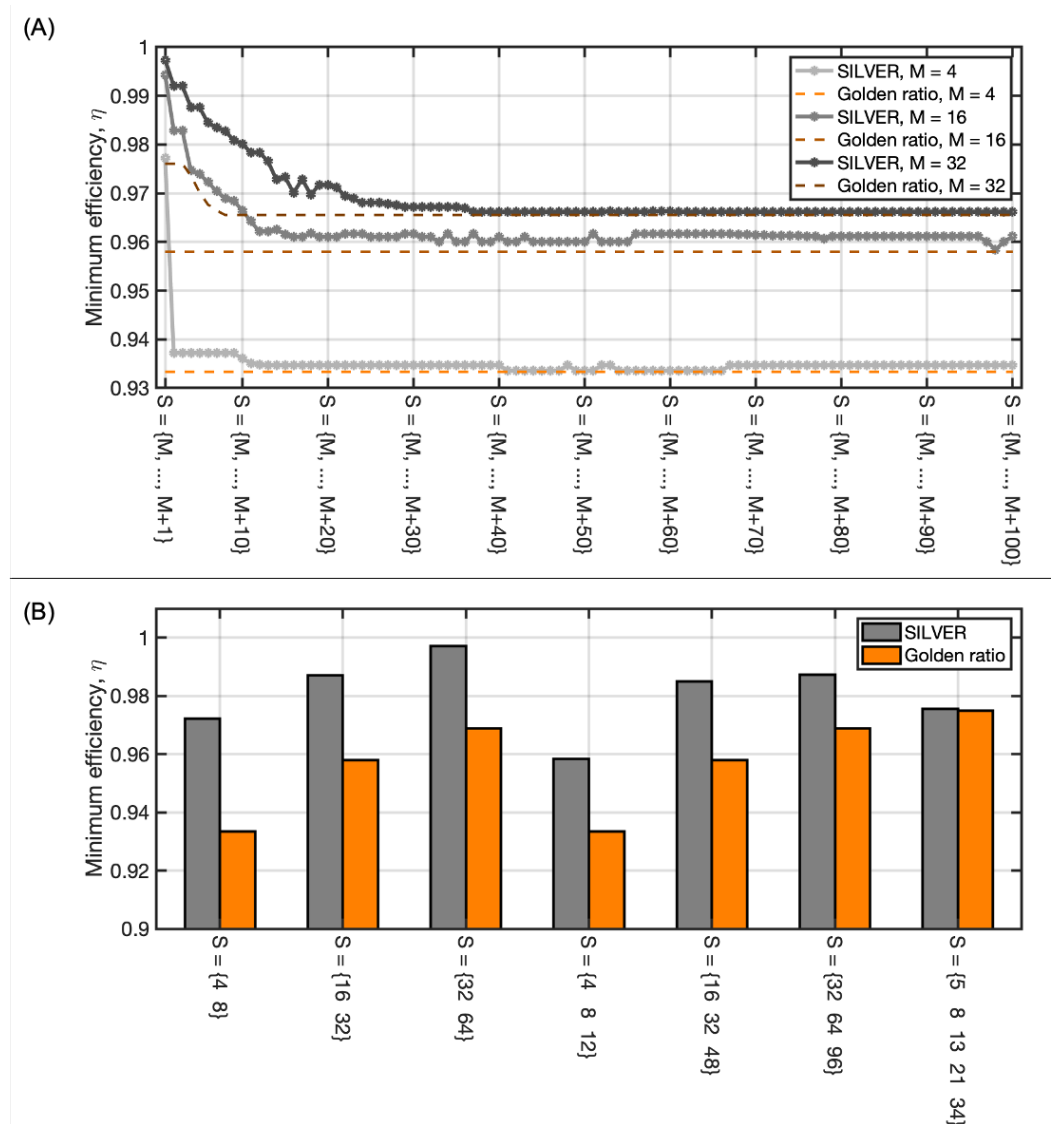 (A)
1
0.99
0.98
0.97
0.96
0.95
0.94
0.93
Minimum efficiency, η
SILVER, M = 4
Golden ratio, M = 4
SILVER, M = 16
Golden ratio, M = 16
SILVER, M = 32
Golden ratio, M = 32
S = {M, ..., M+1}
S = {M, ..., M+10}
S = {M, ..., M+20}
S = {M, ..., M+30}
S = {M, ..., M+40}
S = {M, ..., M+50}
S = {M, ..., M+60}
S = {M, ..., M+70}
S = {M, ..., M+80}
S = {M, ..., M+90}
S = {M, ..., M+100}
(B)
1
0.98
0.96
0.94
0.92
0.9
Minimum efficiency, η
SILVER
Golden ratio
S = {4 8}
S = {16 32}
S = {32 64}
S = {4 8 12}
S = {16 32 48}
S = {32 64 96}
S = {5 8 13 21 34}